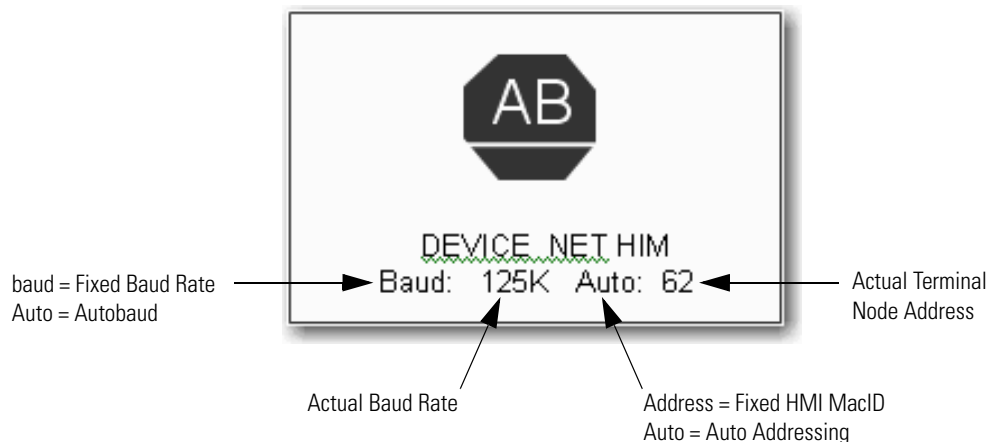 AB
DEVICE NET HIM
Baud: 125K Auto: 62
baud = Fixed Baud Rate
Auto = Autobaud
Actual Terminal
Node Address
Actual Baud Rate
Address = Fixed HMI MacID
Auto = Auto Addressing